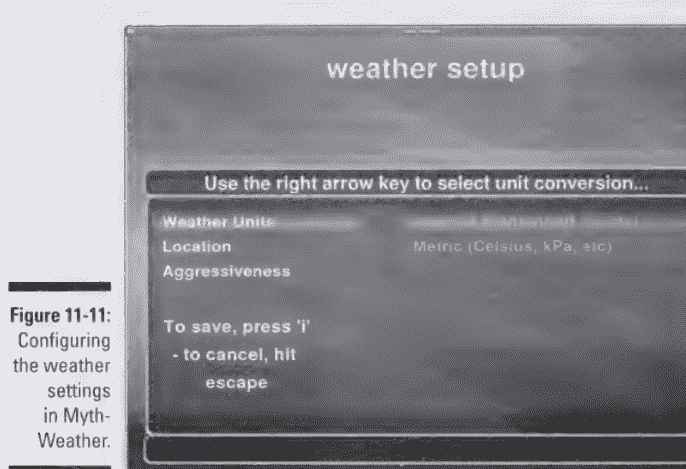 weather setup
Use the right arrow key to select unit conversion...
Weather Units
Location
Metric (Celsius, kPa, etc)
Aggressiveness
To save, press 'i'
- to cancel, hit
escape
Figure 11-11:
Configuring
the weather
settings
in Myth-
Weather.